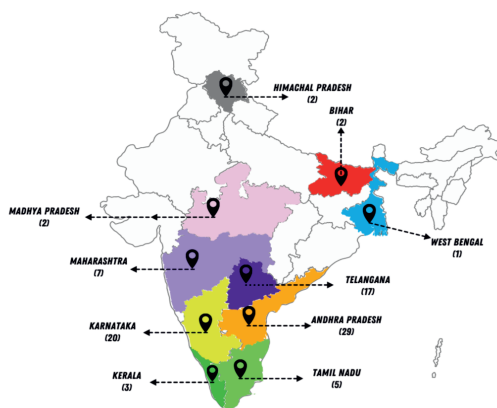 HIMACHAL PRADESH
(2)
BIHAR
(2)
MADHYA PRADESH
(2)
WEST BENGAL
(1)
MAHARASHTRA
(7)
TELANGANA
(17)
KARNATAKA
(20)
ANDHRA PRADESH
(29)
KERALA
(3)
TAMIL NADU
(5)